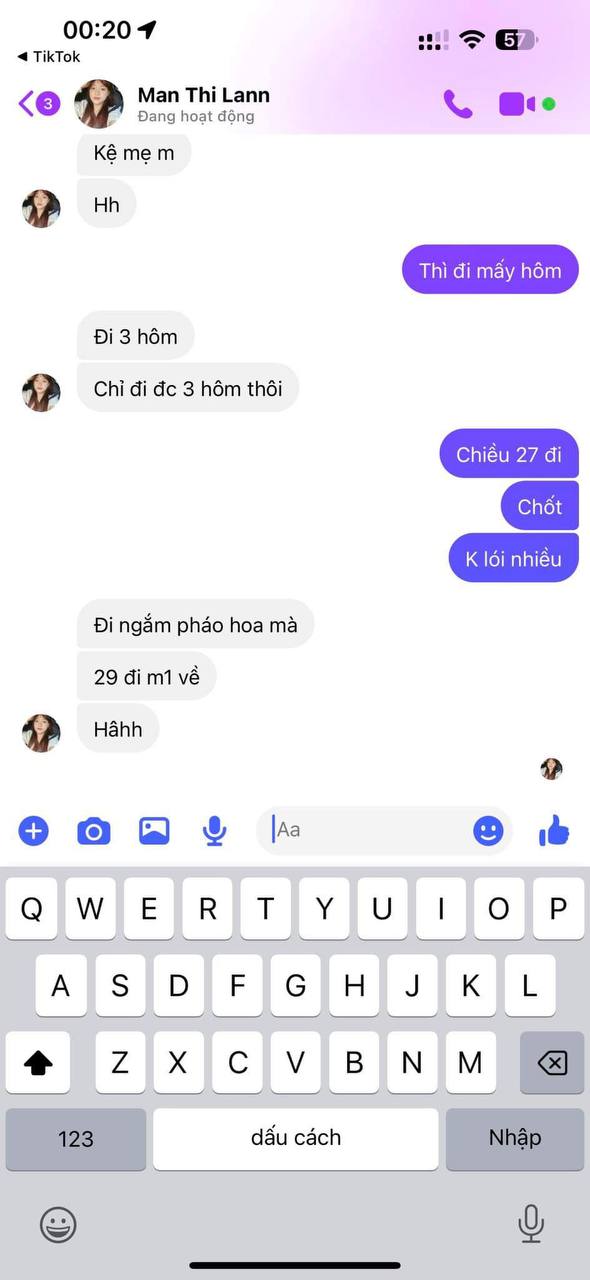 00:20
57
◀ TikTok
3
Man Thi Lann
Đang hoạt động
Kệ mẹ m
Hh
Thì đi mấy hôm
Đi 3 hôm
Chỉ đi đc 3 hôm thôi
Chiều 27 đi
Chốt
K lói nhiều
Đi ngắm pháo hoa mà
29 đi m1 về
Hâhh
Aa
Q W E R T Y U I O P
A S D F G H J K L
Z X C V B N M
123 dấu cách Nhập